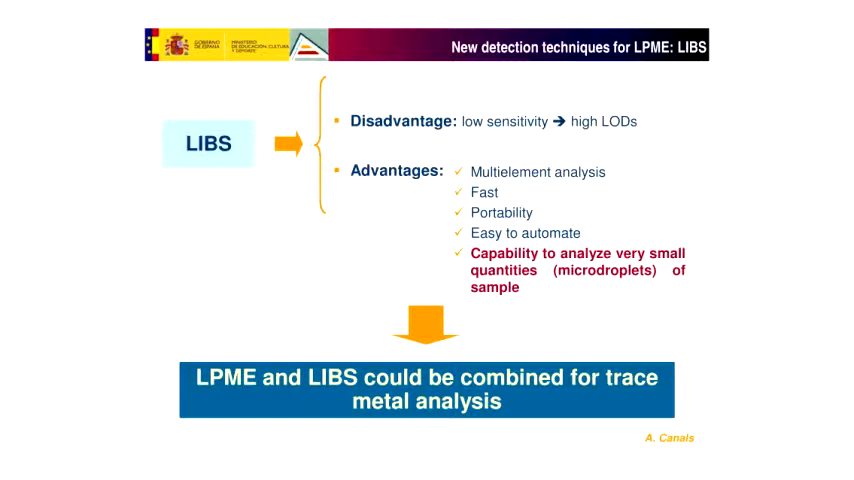 GOBIERNO
DE ESPAÑA
MINISTERIO
DE EDUCACIÓN, CULTURA
Y DEPORTE
New detection techniques for LPME: LIBS
LIBS
▪ Disadvantage: low sensitivity ➔ high LODs
▪ Advantages: ✓ Multielement analysis
✓ Fast
✓ Portability
✓ Easy to automate
✓ Capability to analyze very small
quantities (microdroplets) of
sample
LPME and LIBS could be combined for trace
metal analysis
A. Canals